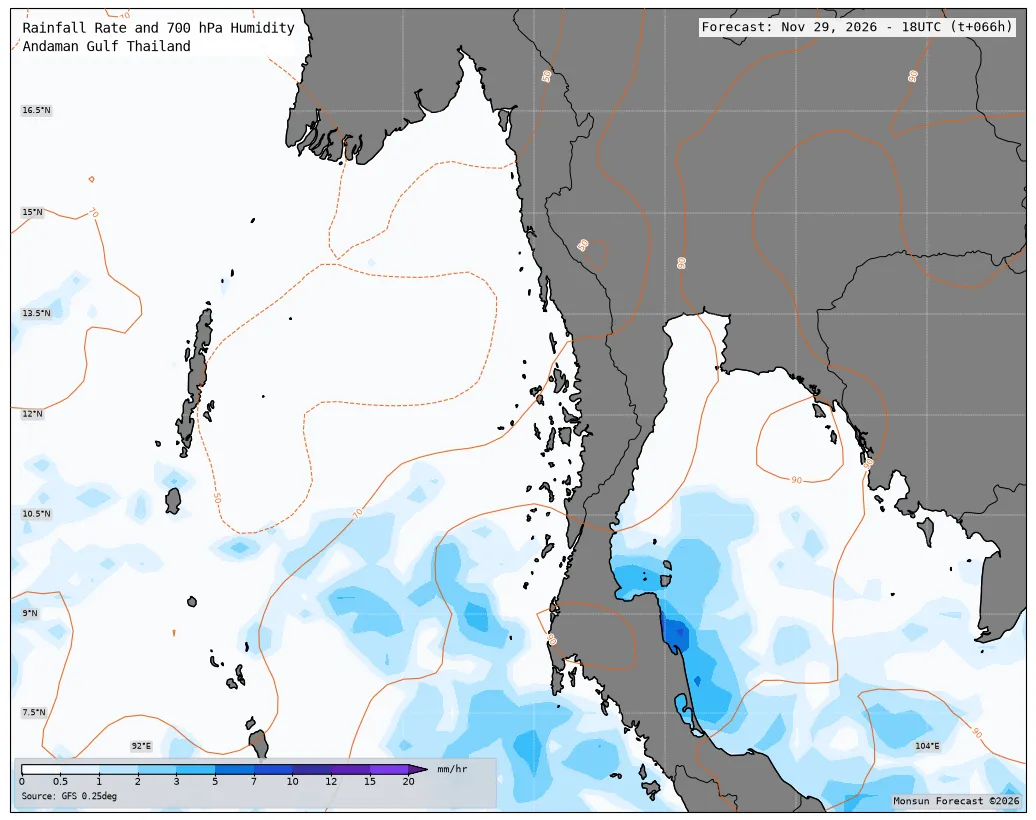 Rainfall Rate and 700 hPa Humidity
Andaman Gulf Thailand
Forecast: Nov 29, 2026 - 18UTC (t+066h)
70
50
90
16.5°N
70
15°N
50
90
13.5°N
12°N
90
90
50
70
10.5°N
9°N
90
7.5°N
90
92°E
104°E
0 0.5 1 2 3 5 7 10 12 15 20 mm/hr
Source: GFS 0.25deg
Monsun Forecast ©2026